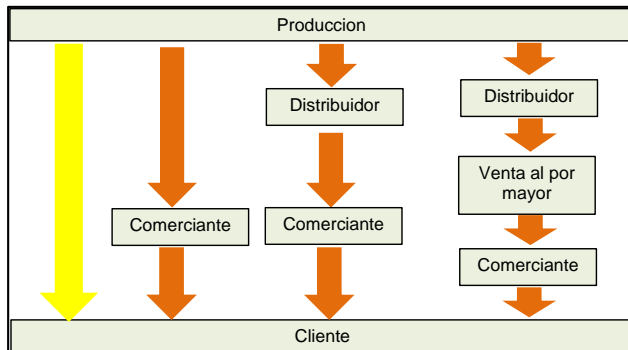 Produccion
Distribuidor
Distribuidor
Venta al por
mayor
Comerciante
Comerciante
Comerciante
Cliente